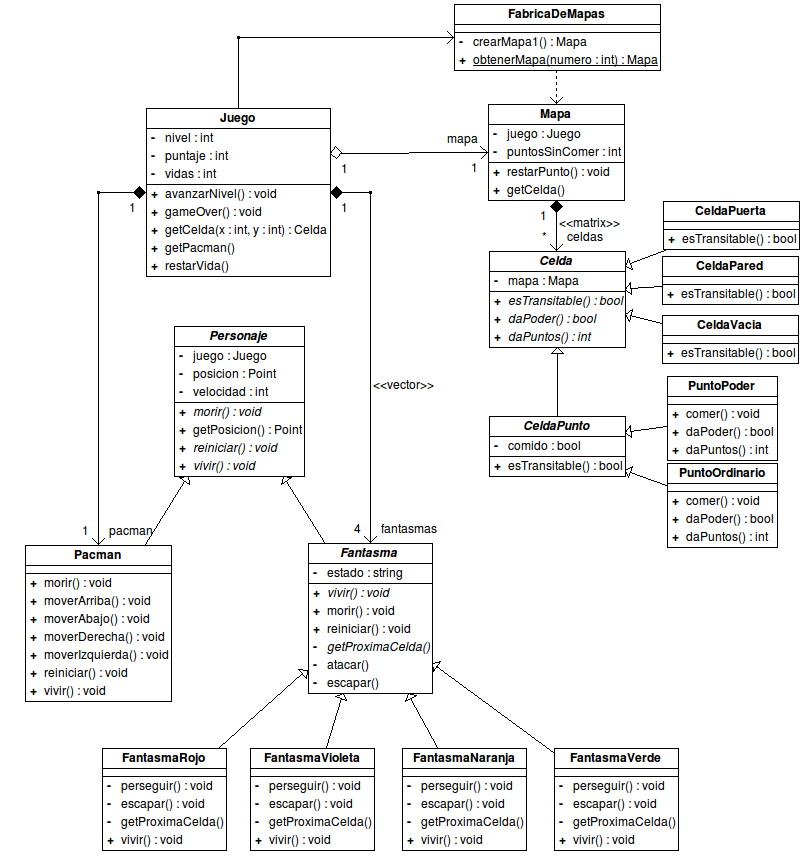 FabricaDeMapas
- crearMapa1() : Mapa
+ obtenerMapa(numero : int) : Mapa
Juego
- nivel : int
- puntaje : int
- vidas : int
+ avanzarNivel() : void
+ gameOver() : void
+ getCelda(x : int, y : int) : Celda
+ getPacman()
+ restarVida()
mapa
1
1
1
1
Mapa
- juego : Juego
- puntosSinComer : int
+ restarPunto() : void
+ getCelda()
1
<<matrix>>
* celdas
Celda
- mapa : Mapa
+ esTransitable() : bool
+ daPoder() : bool
+ daPuntos() : int
CeldaPuerta
+ esTransitable() : bool
CeldaPared
+ esTransitable() : bool
CeldaVacia
+ esTransitable() : bool
Personaje
- juego : Juego
- posicion : Point
- velocidad : int
+ morir() : void
+ getPosicion() : Point
+ reiniciar() : void
+ vivir() : void
<<vector>>
CeldaPunto
- comido : bool
+ esTransitable() : bool
PuntoPoder
+ comer() : void
+ daPoder() : bool
+ daPuntos() : int
PuntoOrdinario
+ comer() : void
+ daPoder() : bool
+ daPuntos() : int
1 pacman
4 fantasmas
Pacman
+ morir() : void
+ moverArriba() : void
+ moverAbajo() : void
+ moverDerecha() : void
+ moverIzquierda() : void
+ reiniciar() : void
+ vivir() : void
Fantasma
- estado : string
+ vivir() : void
+ morir() : void
+ reiniciar() : void
- getProximaCelda()
- atacar()
- escapar()
FantasmaRojo
- perseguir() : void
- escapar() : void
- getProximaCelda()
+ vivir() : void
FantasmaVioleta
- perseguir() : void
- escapar() : void
- getProximaCelda()
+ vivir() : void
FantasmaNaranja
- perseguir() : void
- escapar() : void
- getProximaCelda()
+ vivir() : void
FantasmaVerde
- perseguir() : void
- escapar() : void
- getProximaCelda()
+ vivir() : void